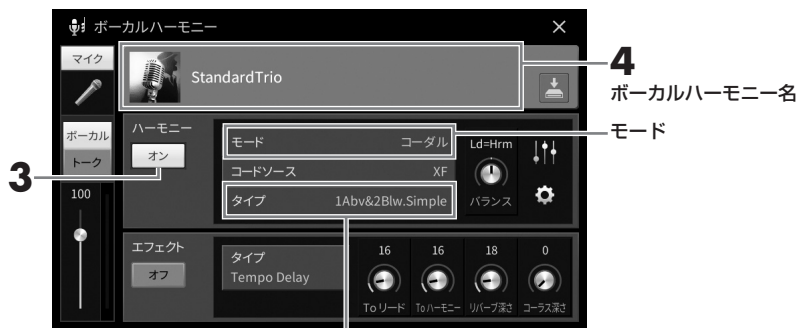 ボーカルハーモニー ×
マイク
StandardTrio
4
ボーカルハーモニー名
ボーカル
トーク
100
ハーモニー
オン
3
モード コーダル
モード
コードソース XF
タイプ 1Abv&2Blw.Simple
Ld=Hrm
バランス
エフェクト
オフ
タイプ
Tempo Delay
16 16 18 0
Toリード Toハーモニー リバーブ深さ コーラス深さ